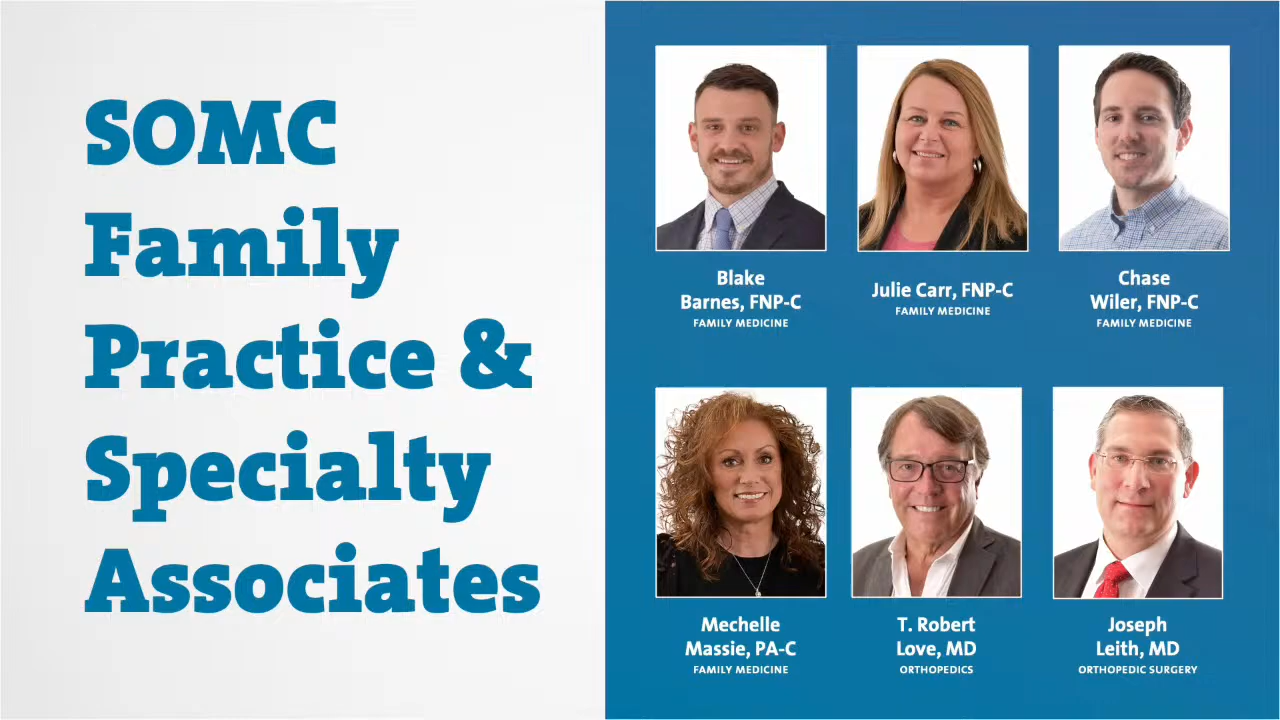 SOMC
Family
Practice &
Specialty
Associates
Blake
Barnes, FNP-C
FAMILY MEDICINE
Julie Carr, FNP-C
FAMILY MEDICINE
Chase
Wiler, FNP-C
FAMILY MEDICINE
Mechelle
Massie, PA-C
FAMILY MEDICINE
T. Robert
Love, MD
ORTHOPEDICS
Joseph
Leith, MD
ORTHOPEDIC SURGERY